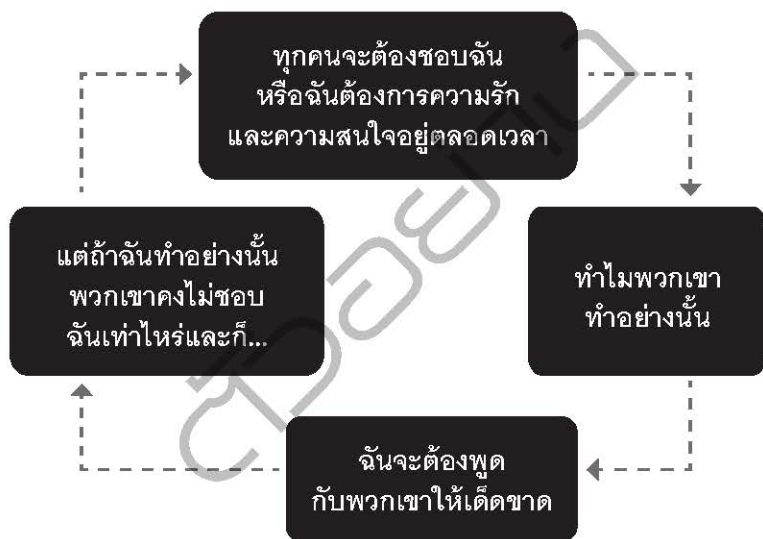 ทุกคนจะต้องชอบฉัน
หรือฉันต้องการความรัก
และความสนใจอยู่ตลอดเวลา
ทำไมพวกเขา
ทำอย่างนั้น
ฉันจะต้องพูด
กับพวกเขาให้เด็ดขาด
แต่ถ้าฉันทำอย่างนั้น
พวกเขาคงไม่ชอบ
ฉันเท่าไหร่และก็...
ตัวอย่าง